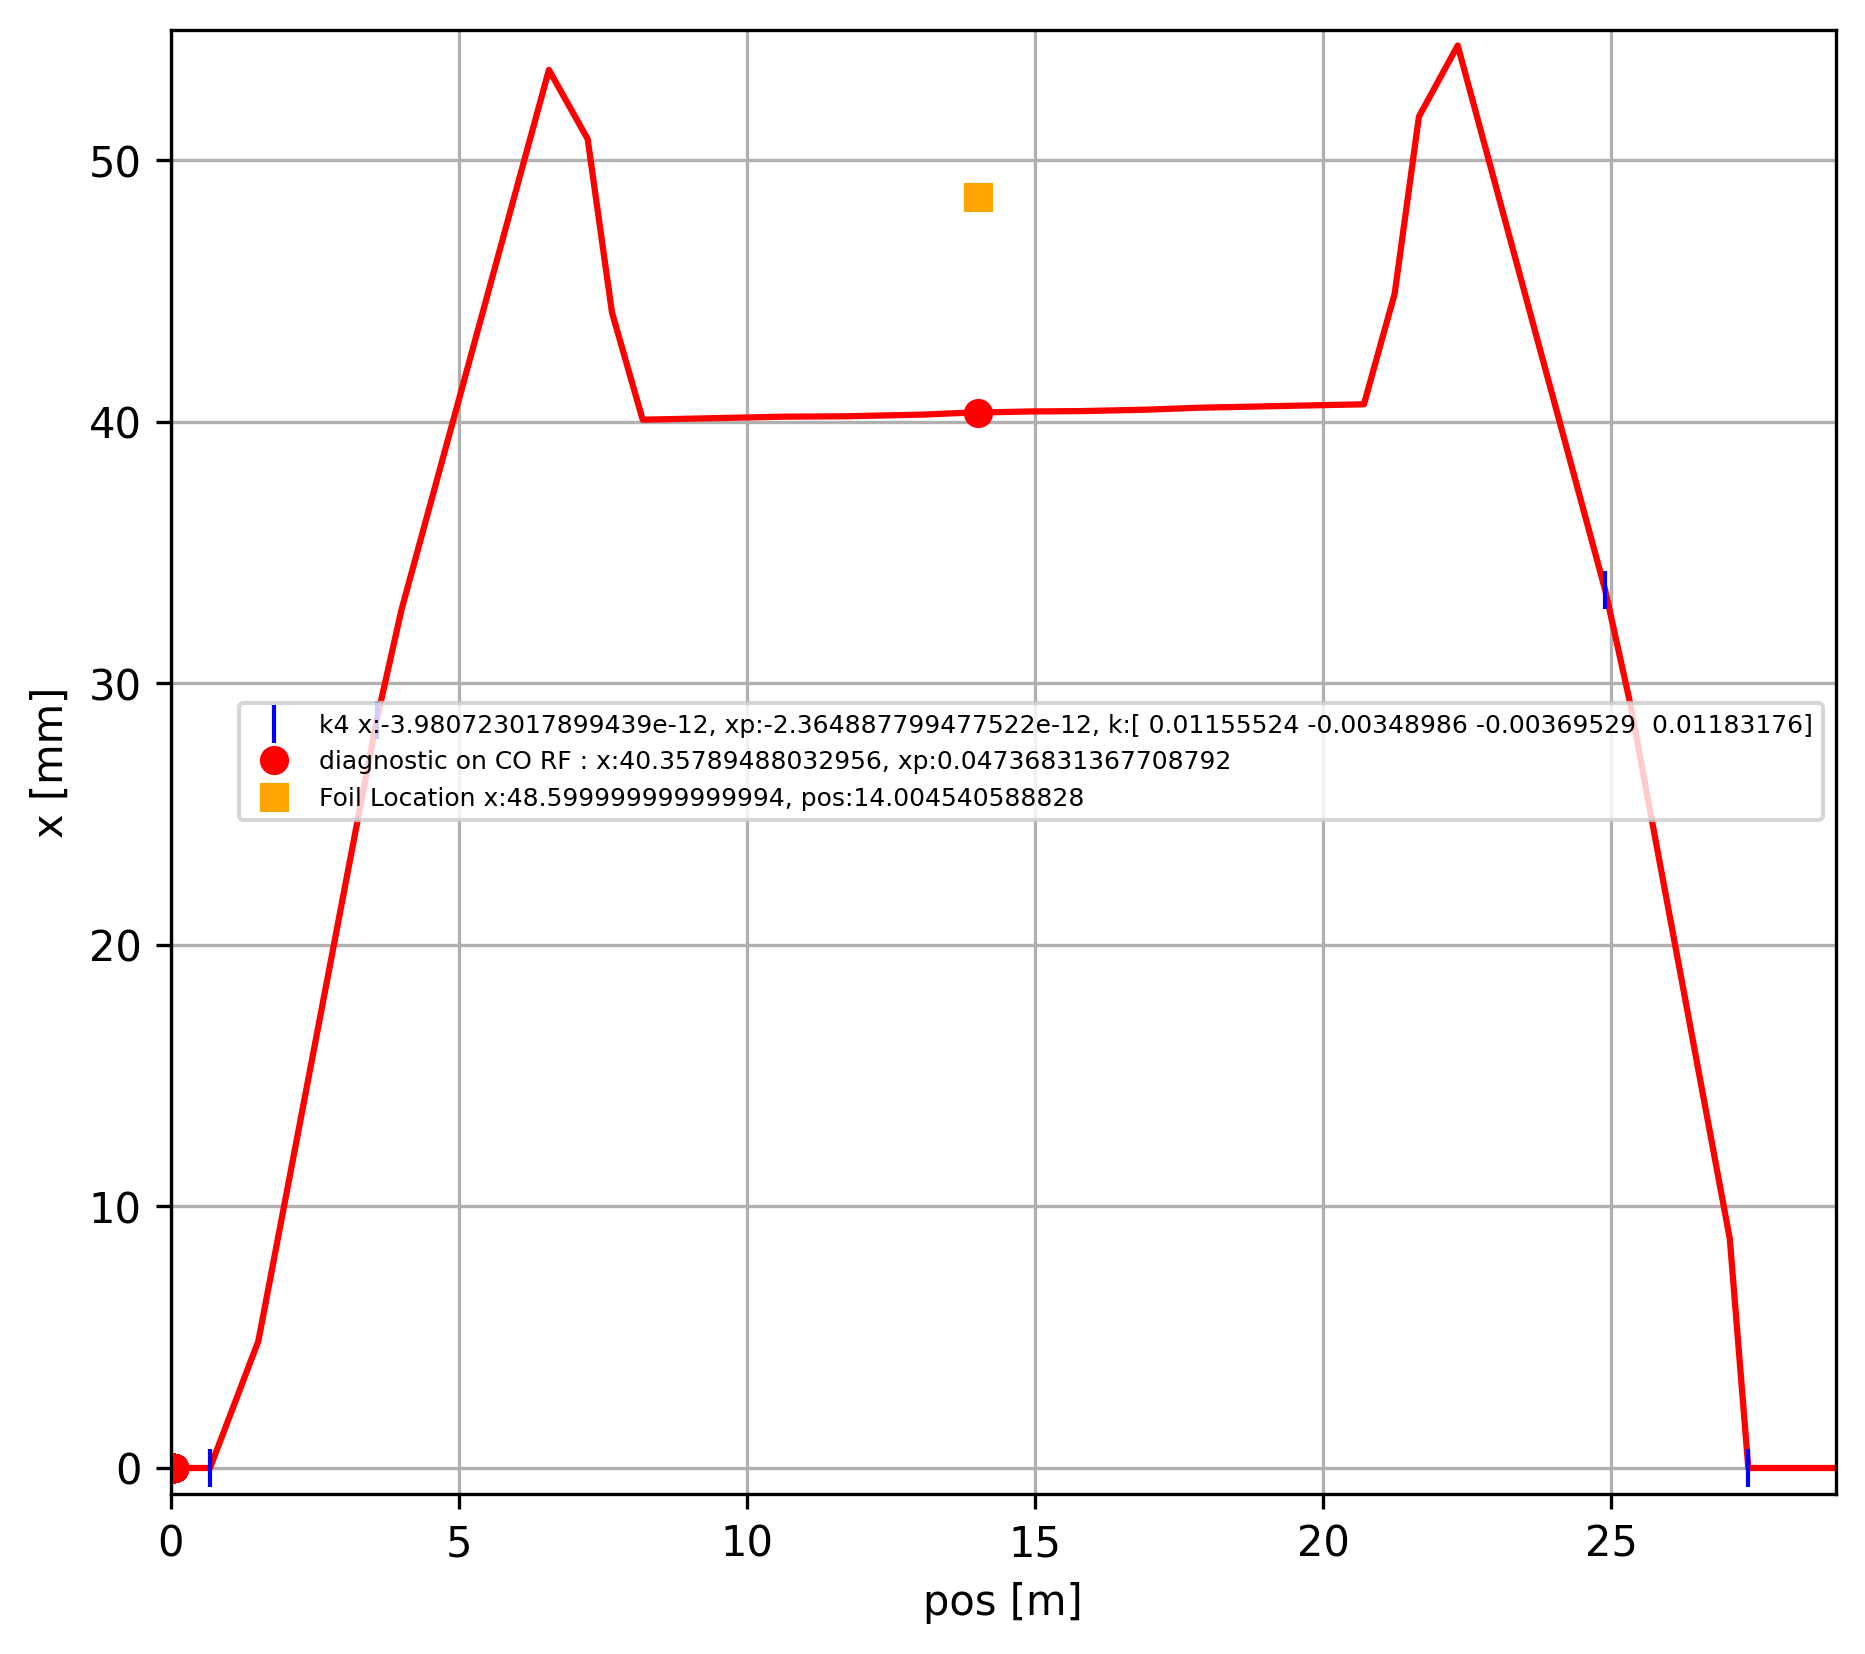 50
40
30
20
10
0
x [mm]
k4 x:-3.980723017899439e-12, xp:-2.364887799477522e-12, k:[ 0.01155524 -0.00348986 -0.00369529  0.01183176]
diagnostic on CO RF : x:40.35789488032956, xp:0.04736831367708792
Foil Location x:48.599999999999994, pos:14.004540588828
0 5 10 15 20 25
pos [m]